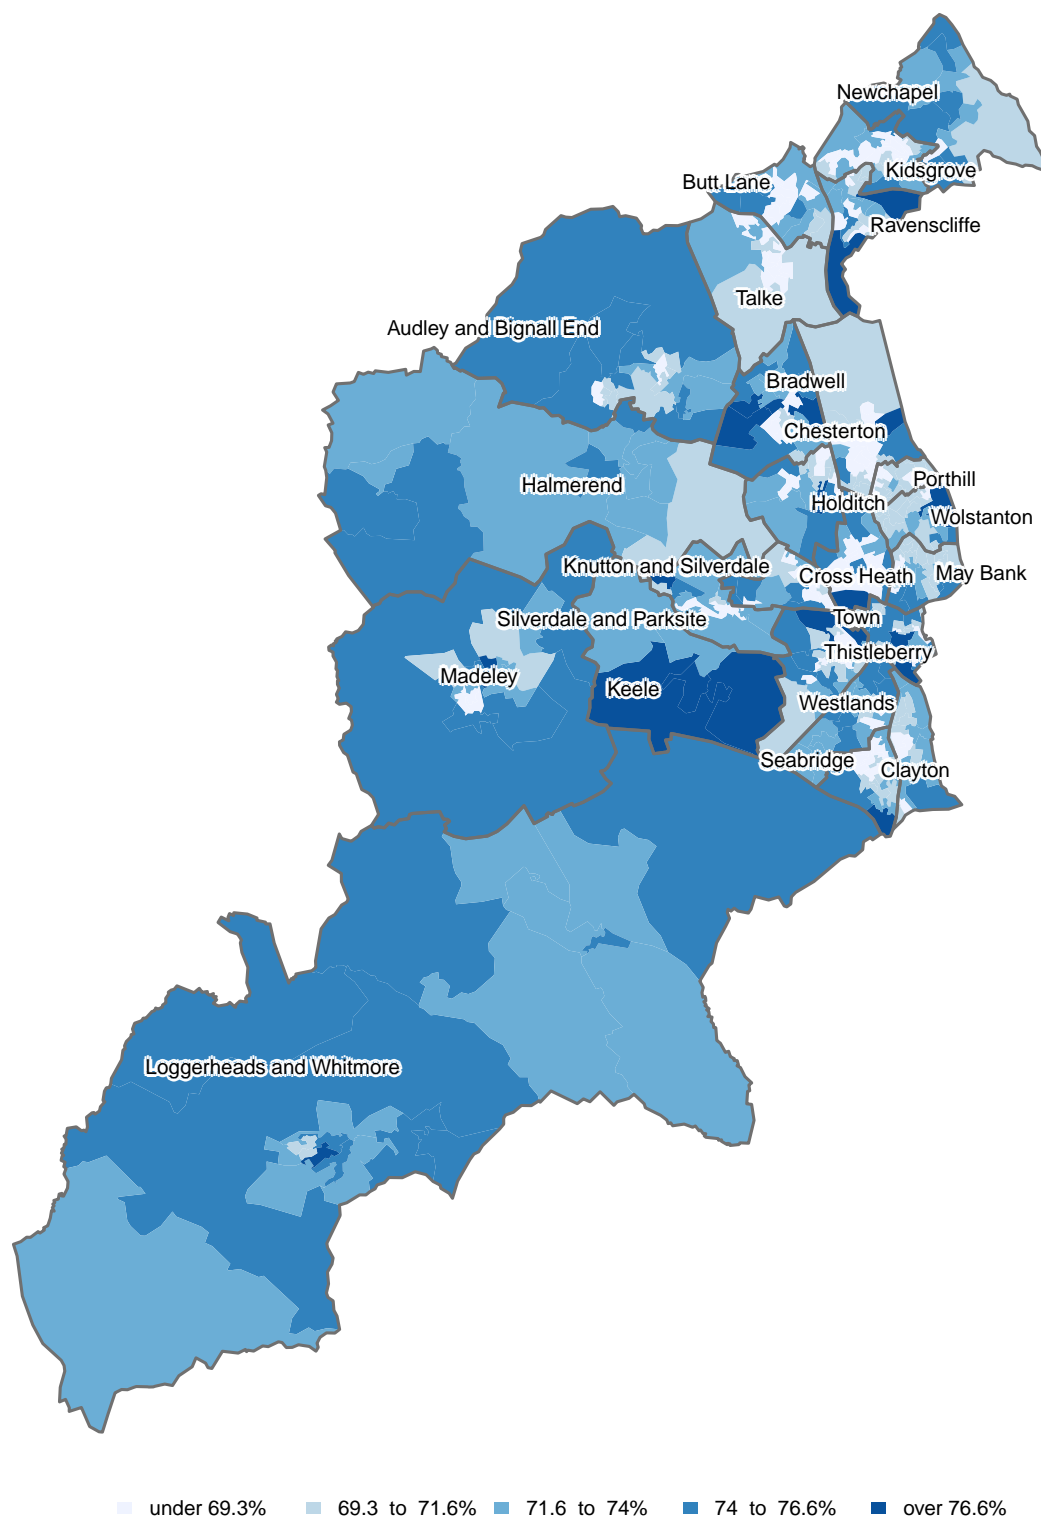 Newchapel
Kidsgrove
Butt Lane
Ravenscliffe
Talke
Audley and Bignall End
Bradwell
Chesterton
Halmerend
Porthill
Holditch
Wolstanton
Knutton and Silverdale
Cross Heath
May Bank
Silverdale and Parksite
Town
Thistleberry
Madeley
Keele
Westlands
Seabridge
Clayton
Loggerheads and Whitmore
under 69.3%
69.3 to 71.6%
71.6 to 74%
74 to 76.6%
over 76.6%